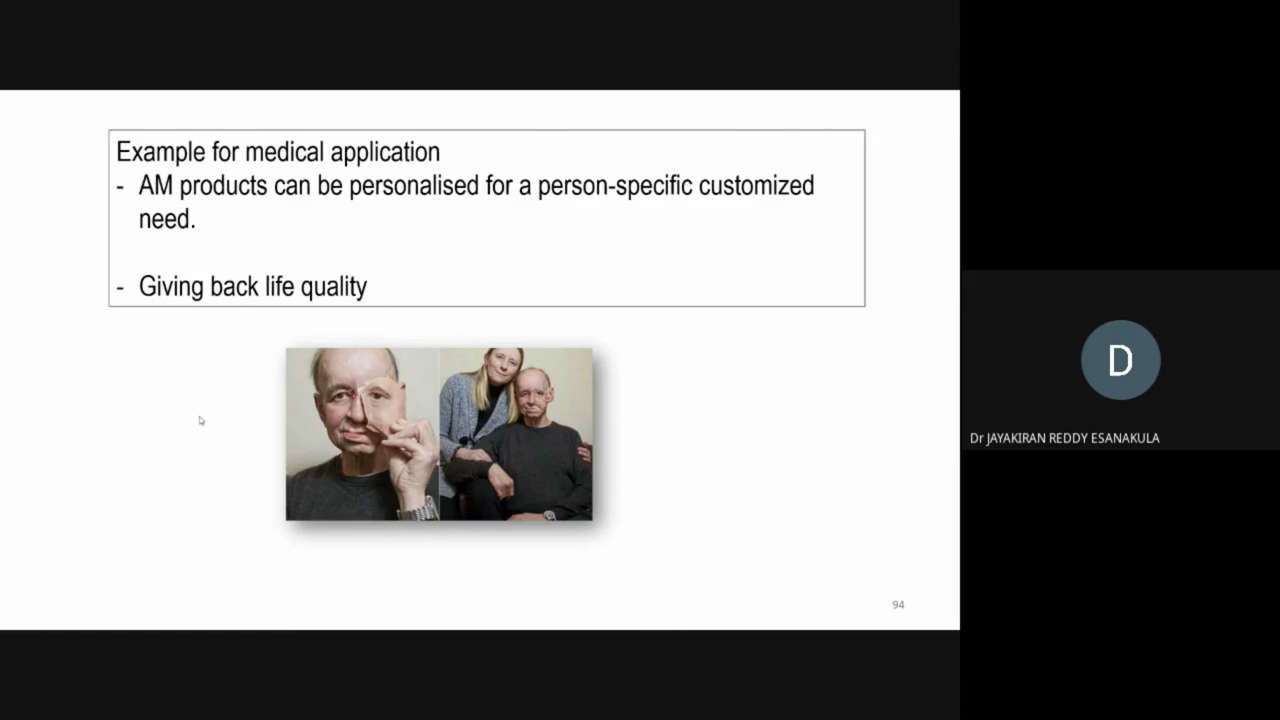 Example for medical application
- AM products can be personalised for a person-specific customized
need.
- Giving back life quality
94
D
Dr JAYAKIRAN REDDY ESANAKULA